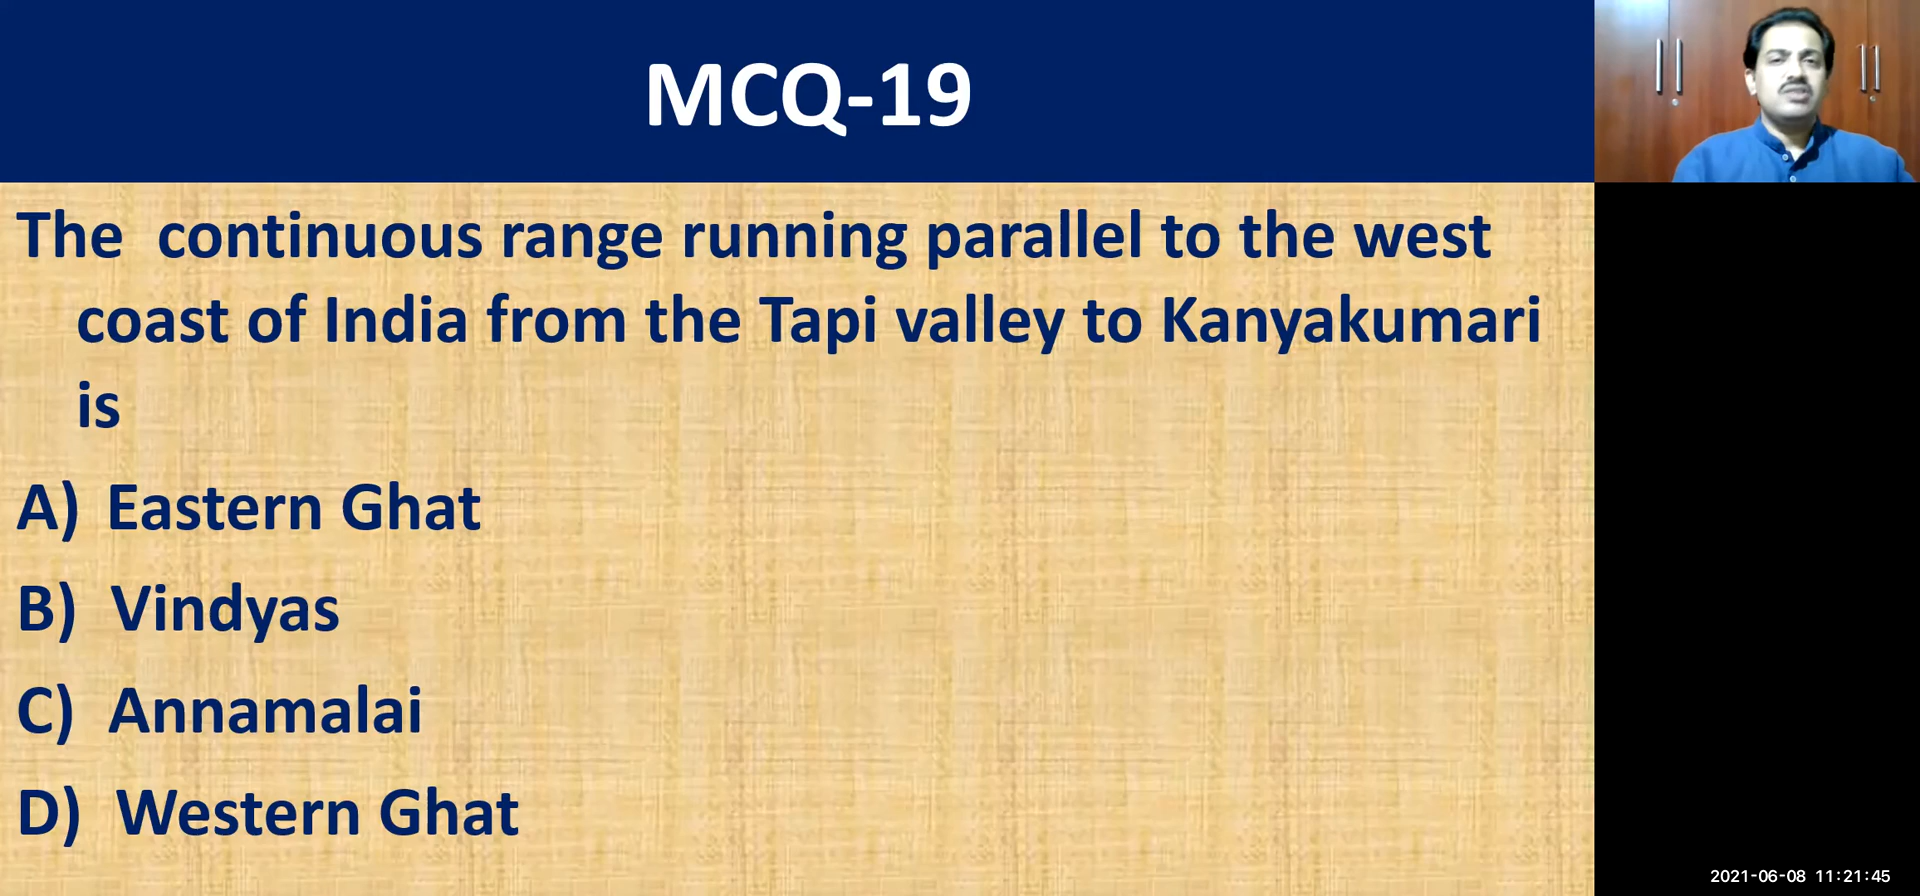 MCQ-19
The continuous range running parallel to the west
coast of India from the Tapi valley to Kanyakumari
is
A) Eastern Ghat
B) Vindyas
C) Annamalai
D) Western Ghat
2021-06-08 11:21:45